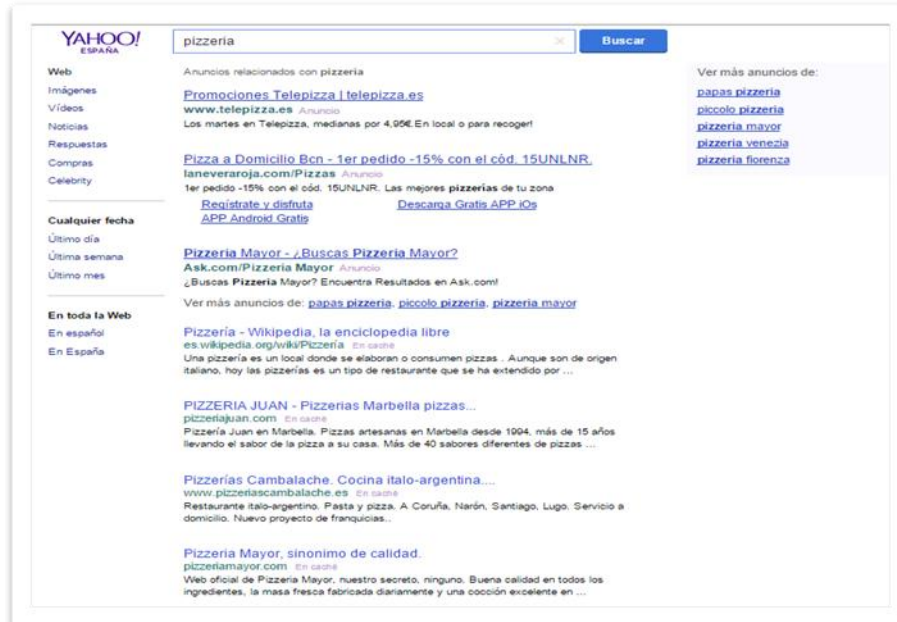 YAHOO!
ESPAÑA
pizzeria
Buscar
Web
Imágenes
Vídeos
Noticias
Respuestas
Compras
Celebrity
Cualquier fecha
Último día
Última semana
Último mes
En toda la Web
En español
En España
Anuncios relacionados con pizzeria
Promociones Telepizza | telepizza.es
www.telepizza.es Anuncio
Los martes en Telepizza, medianas por 4,95€.En local o para recoger!
Pizza a Domicilio Bcn - 1er pedido -15% con el cód. 15UNLNR.
laneveraroja.com/Pizzas Anuncio
1er pedido -15% con el cód. 15UNLNR. Las mejores pizzerías de tu zona
Regístrate y disfruta Descarga Gratis APP iOs
APP Android Gratis
Pizzeria Mayor - ¿Buscas Pizzeria Mayor?
Ask.com/Pizzeria Mayor Anuncio
¿Buscas Pizzeria Mayor? Encuentra Resultados en Ask.com!
Ver más anuncios de: papas pizzeria, piccolo pizzeria, pizzeria mayor
Pizzería - Wikipedia, la enciclopedia libre
es.wikipedia.org/wiki/Pizzería En caché
Una pizzería es un local donde se elaboran o consumen pizzas . Aunque son de origen
italiano, hoy las pizzerías es un tipo de restaurante que se ha extendido por ...
PIZZERIA JUAN - Pizzerias Marbella pizzas...
pizzeriajuan.com En caché
Pizzería Juan en Marbella. Pizzas artesanas en Marbella desde 1994, más de 15 años
llevando el sabor de la pizza a su casa. Más de 40 sabores diferentes de pizzas ...
Pizzerías Cambalache. Cocina italo-argentina....
www.pizzeriascambalache.es En caché
Restaurante italo-argentino. Pasta y pizza. A Coruña, Narón, Santiago, Lugo. Servicio a
domicilio. Nuevo proyecto de franquicias..
Pizzeria Mayor, sinonimo de calidad.
pizzeriamayor.com En caché
Web oficial de Pizzeria Mayor, nuestro secreto, ninguno. Buena calidad en todos los
ingredientes, la masa fresca fabricada diariamente y una cocción excelente en ...
Ver más anuncios de:
papas pizzeria
piccolo pizzeria
pizzeria mayor
pizzeria venezia
pizzeria fiorenza